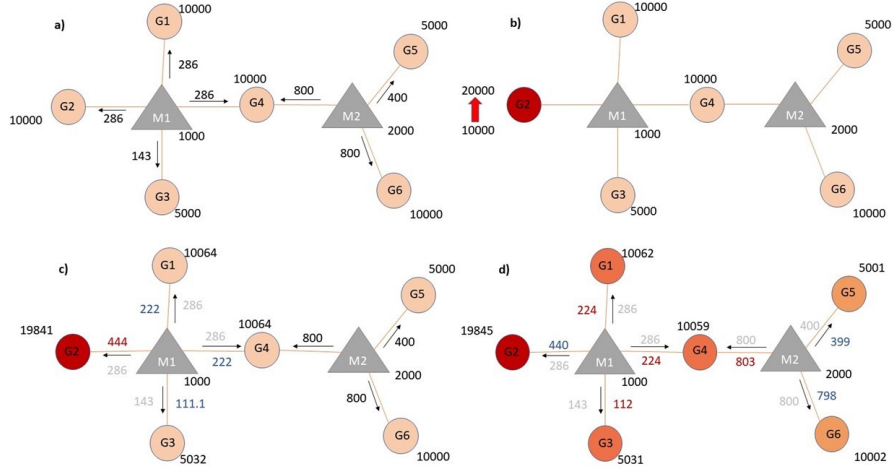 a)
10000
G1
286
5000
G5
10000
G2
286
286
10000
G4
800
400
M1
1000
M2
2000
143
800
G3
5000
G6
10000
b)
10000
G1
5000
G5
20000
10000
G2
10000
G4
M1
1000
M2
2000
G3
5000
G6
10000
c)
10064
G1
222
286
5000
G5
19841
G2
444
286
286
222
10064
G4
800
400
M1
1000
M2
2000
143
111.1
800
G3
5032
G6
10000
d)
10062
G1
224
286
5001
G5
19845
G2
440
286
286
224
10059
G4
800
803
400
399
M1
1000
M2
2000
143
112
800
798
G3
5031
G6
10002